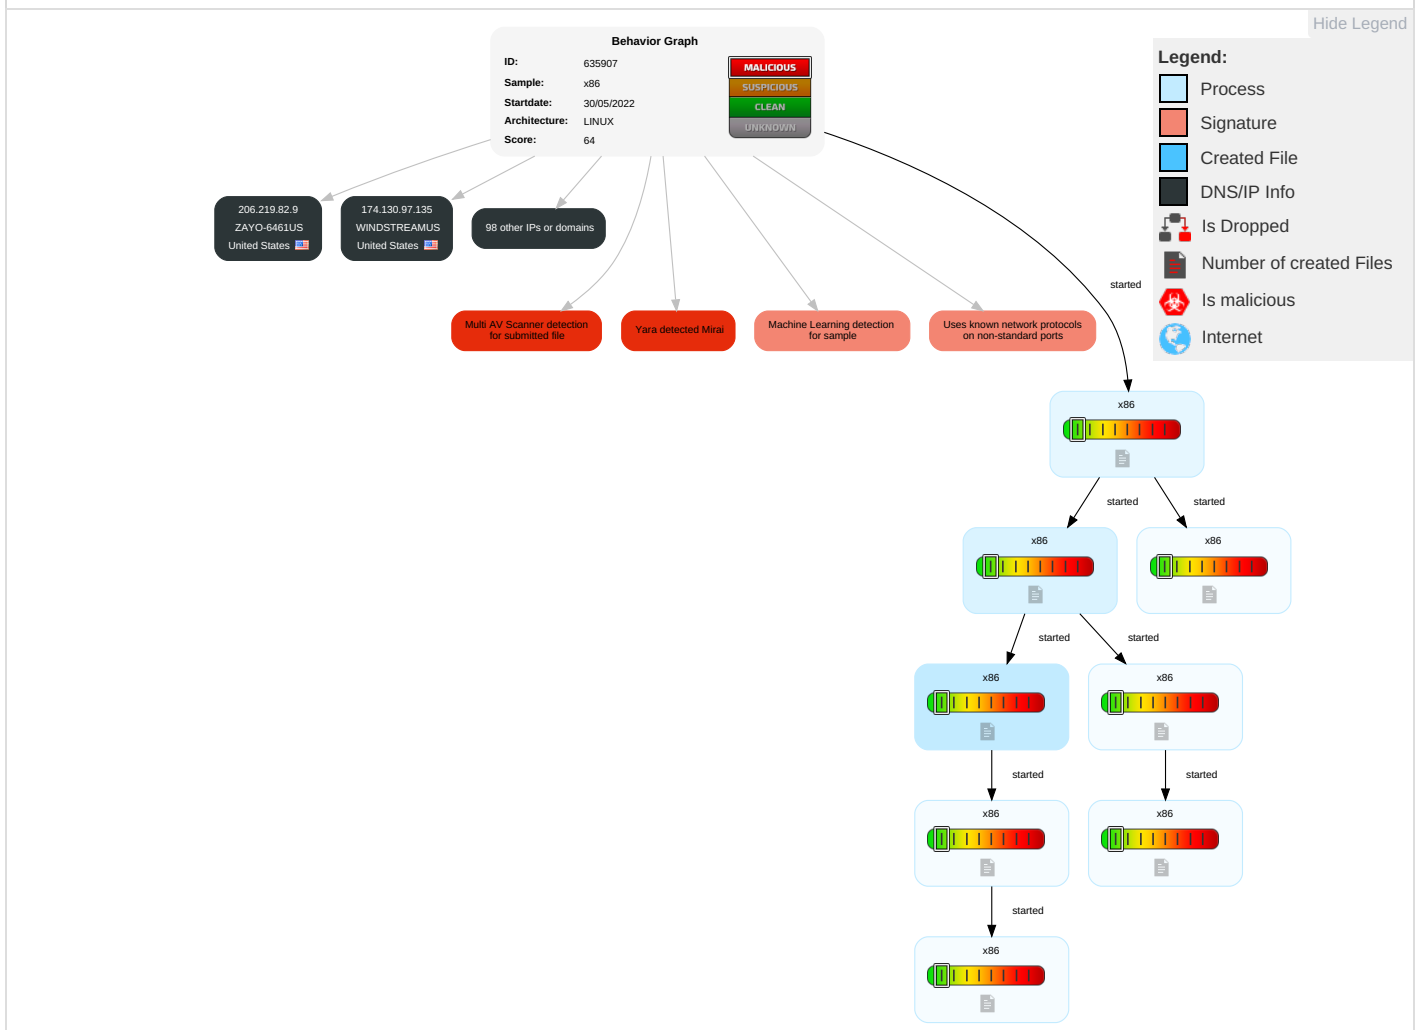 Hide Legend
Behavior Graph
ID: 635907
Sample: x86
Startdate: 30/05/2022
Architecture: LINUX
Score: 64
MALICIOUS
SUSPICIOUS
CLEAN
UNKNOWN
Legend:
Process
Signature
Created File
DNS/IP Info
Is Dropped
Number of created Files
Is malicious
Internet
206.219.82.9
ZAYO-6461US
United States
174.130.97.135
WINDSTREAMUS
United States
98 other IPs or domains
started
Multi AV Scanner detection
for submitted file
Yara detected Mirai
Machine Learning detection
for sample
Uses known network protocols
on non-standard ports
x86
started
started
x86
x86
started
started
x86
x86
started
started
x86
x86
started
x86